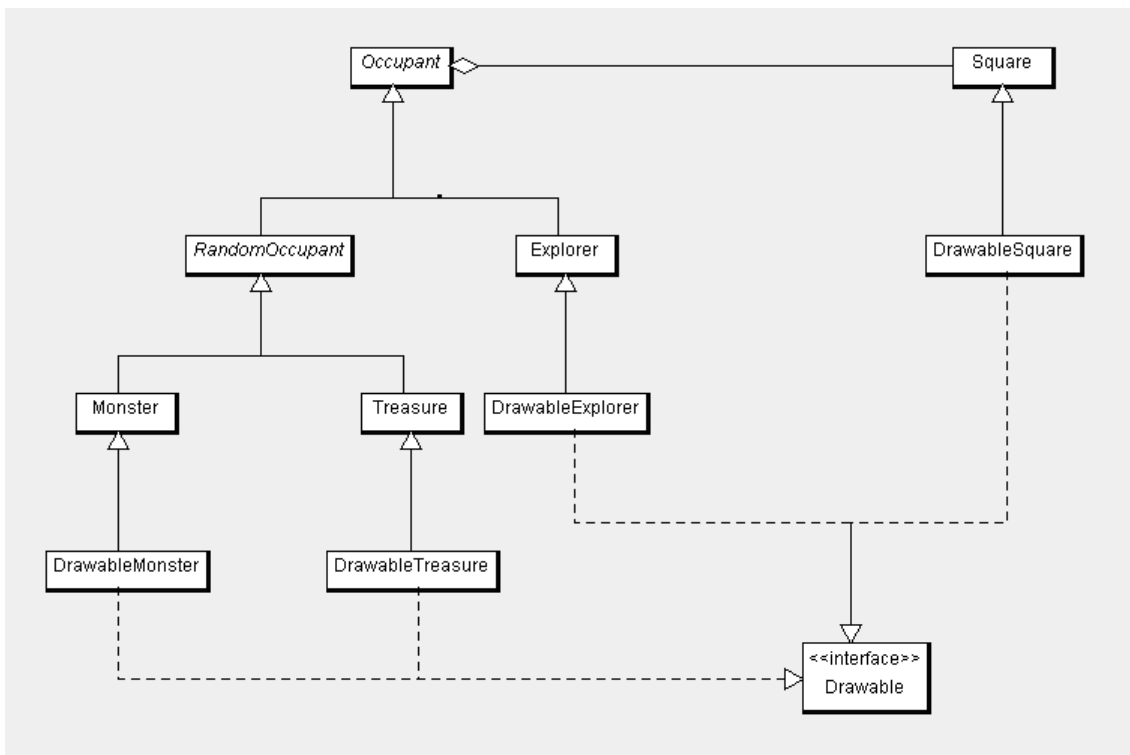 Occupant
Square
RandomOccupant
Explorer
DrawableSquare
Monster
Treasure
DrawableExplorer
DrawableMonster
DrawableTreasure
<<interface>>
Drawable